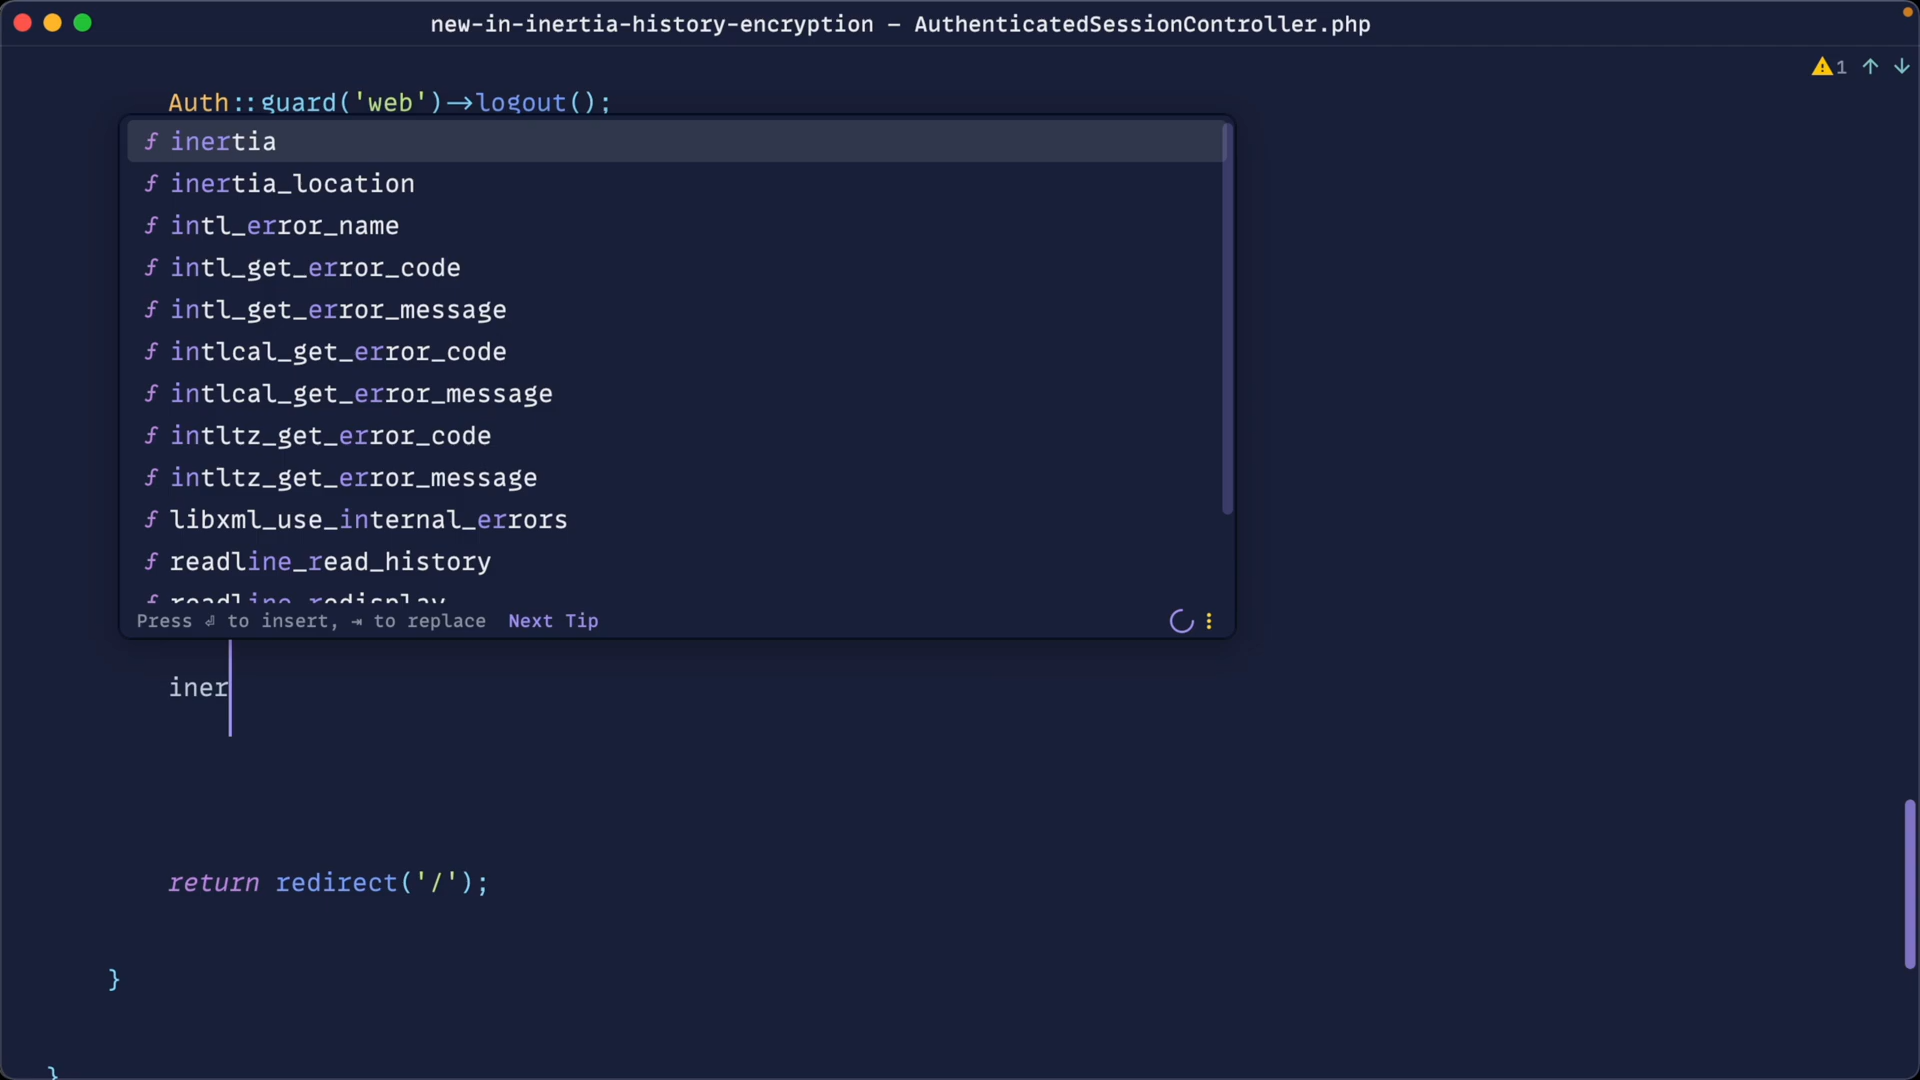 new-in-inertia-history-encryption – AuthenticatedSessionController.php
1
Auth::guard('web')->logout();
f inertia
f inertia_location
f intl_error_name
f intl_get_error_code
f intl_get_error_message
f intlcal_get_error_code
f intlcal_get_error_message
f intltz_get_error_code
f intltz_get_error_message
f libxml_use_internal_errors
f readline_read_history
f readline_redisplay
Press ⏎ to insert, ⇥ to replace Next Tip
iner
return redirect('/');
}
}